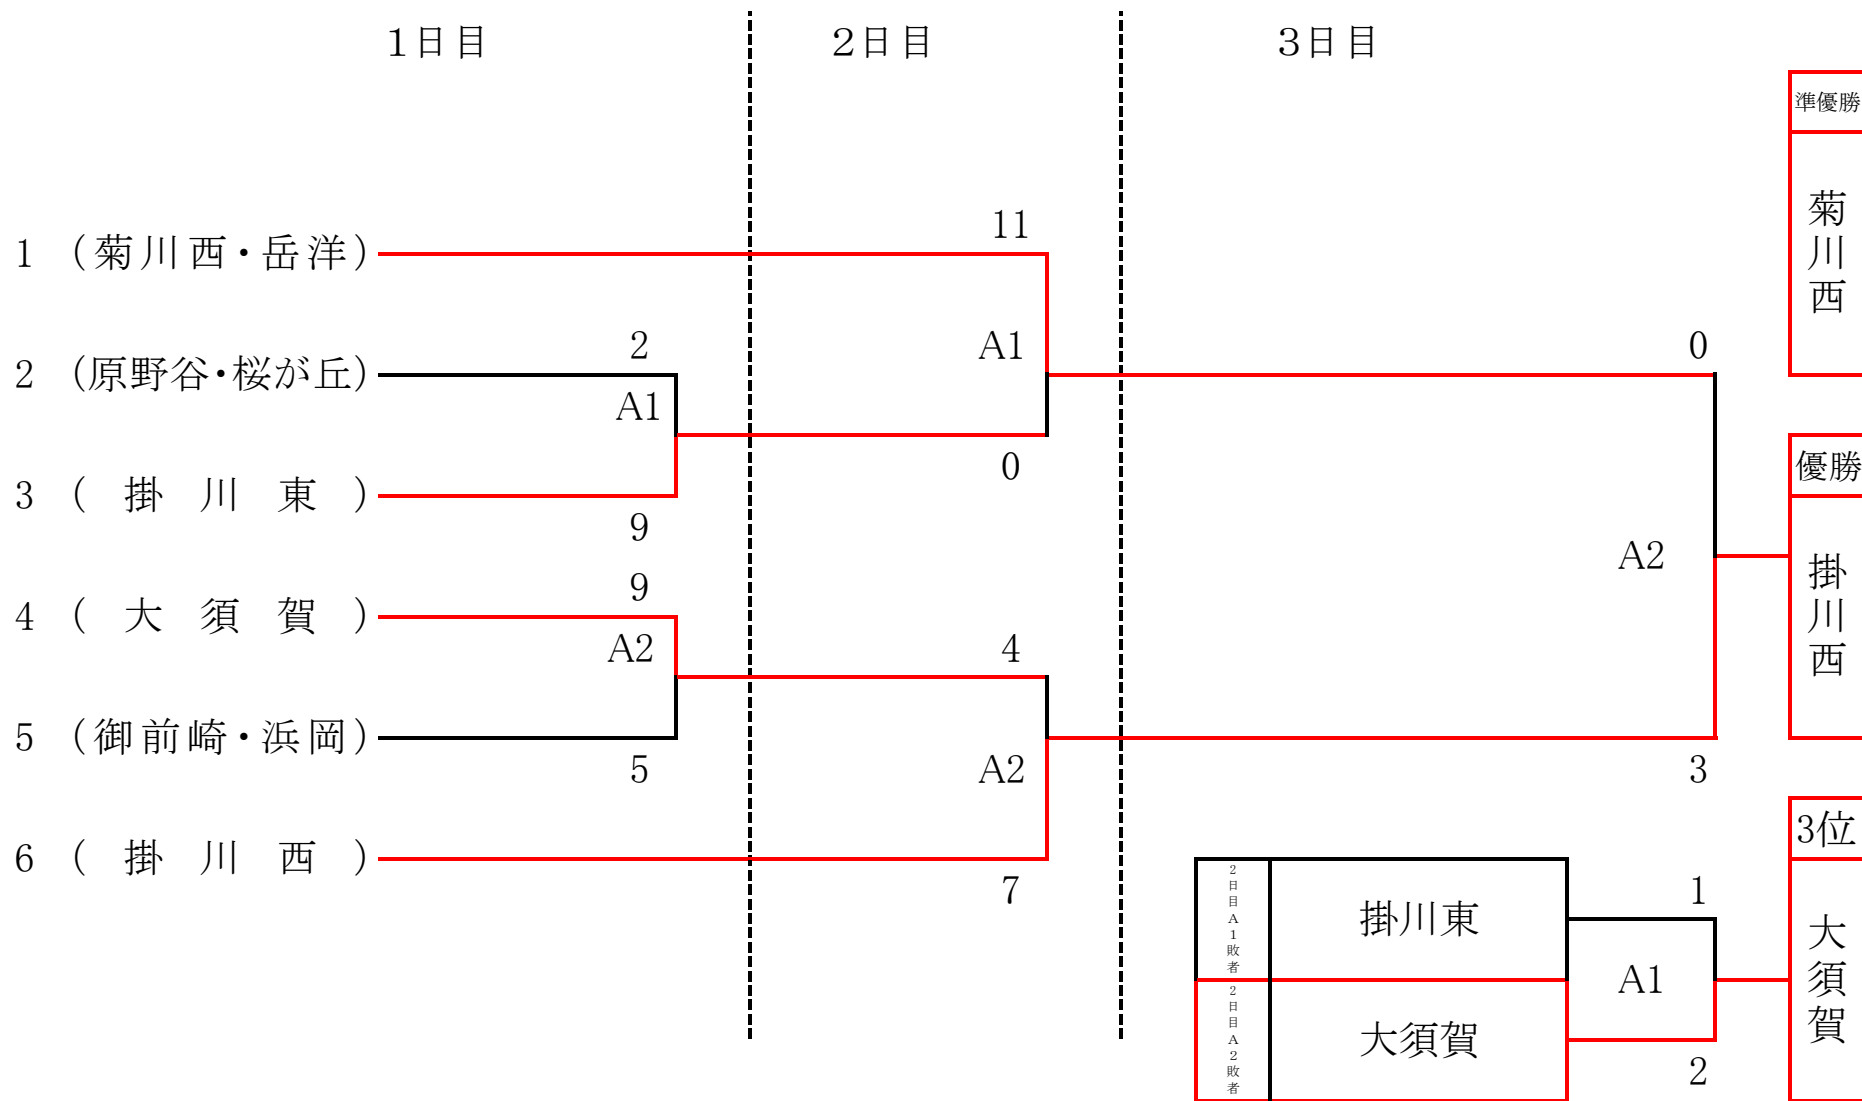 １日目
２日目
３日目
準優勝
菊川西
11
1 （菊川西・岳洋）
A1
2
0
2 （原野谷・桜が丘）
A1
0
優勝
3 （掛川東）
9
掛川西
A2
9
4 （大須賀）
A2
4
5 （御前崎・浜岡）
5
A2
3
3位
大須賀
6 （掛川西）
7
2日目A1敗者
掛川東
1
A1
2日目A2敗者
大須賀
2